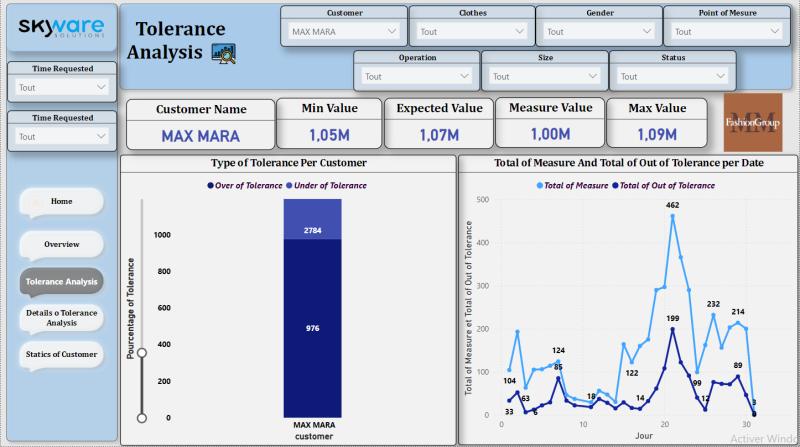 SKyware
SOLUTIONS
Tolerance
Analysis
Customer
MAX MARA
Clothes
Tout
Gender
Tout
Point of Mesure
Tout
Operation
Tout
Size
Tout
Status
Tout
Time Requested
Tout
Time Requested
Tout
Customer Name
MAX MARA
Min Value
1,05M
Expected Value
1,07M
Measure Value
1,00M
Max Value
1,09M
MM
FashionGroup
Home
Overview
Tolerance Analysis
Details o Tolerance
Analysis
Statics of Customer
Type of Tolerance Per Customer
Over of Tolerance Under of Tolerance
Pourcentage of Tolerance
1000
800
600
400
200
0
2784
976
MAX MARA
customer
Total of Measure And Total of Out of Tolerance per Date
Total of Measure Total of Out of Tolerance
Total of Measure et Total of Out of Tolerance
500
400
300
200
100
0
462
232
214
199
124
85
122
104
99
89
63
33
6
18
14
12
3
0 10 20 30
Jour
Activer Windo